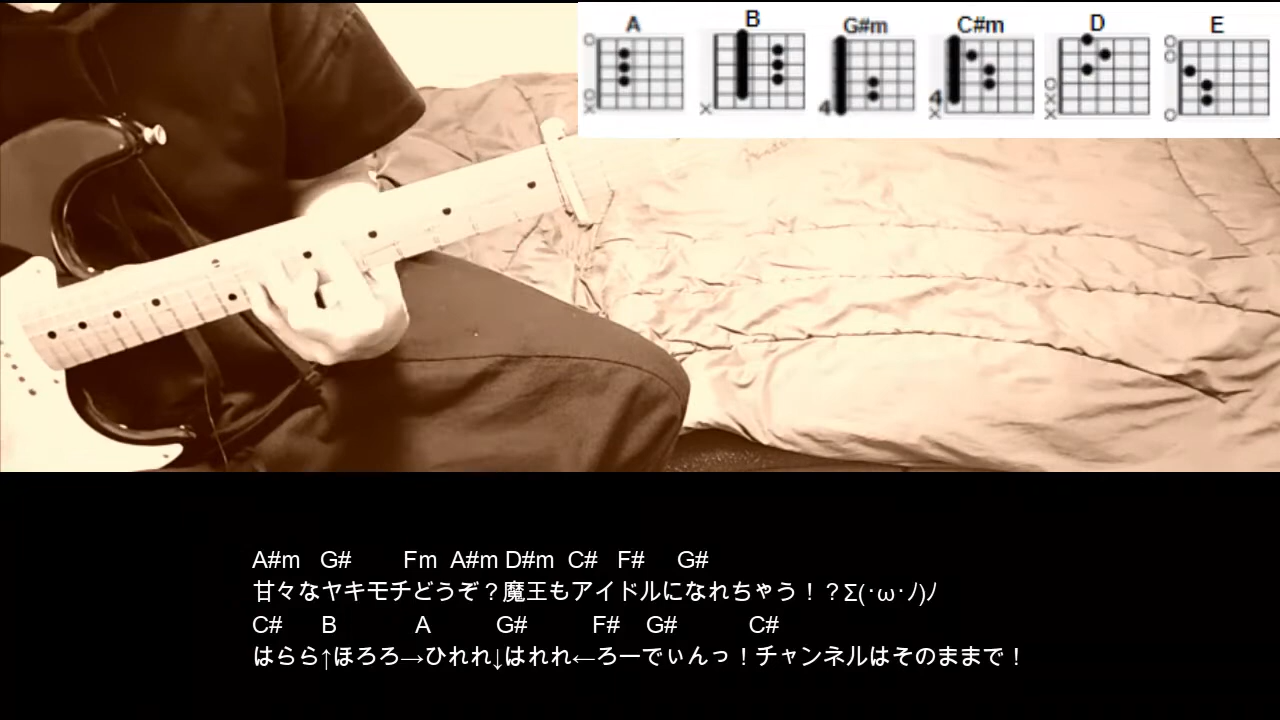 A B G#m C#m D E
4 4
A#m G# Fm A#m D#m C# F# G#
甘々なヤキモチどうぞ？魔王もアイドルになれちゃう！？Σ(･ω･ﾉ)ﾉ
C# B A G# F# G# C#
はらら↑ほろろ→ひれれ↓はれれ←ろーでぃんっ！チャンネルはそのままで！